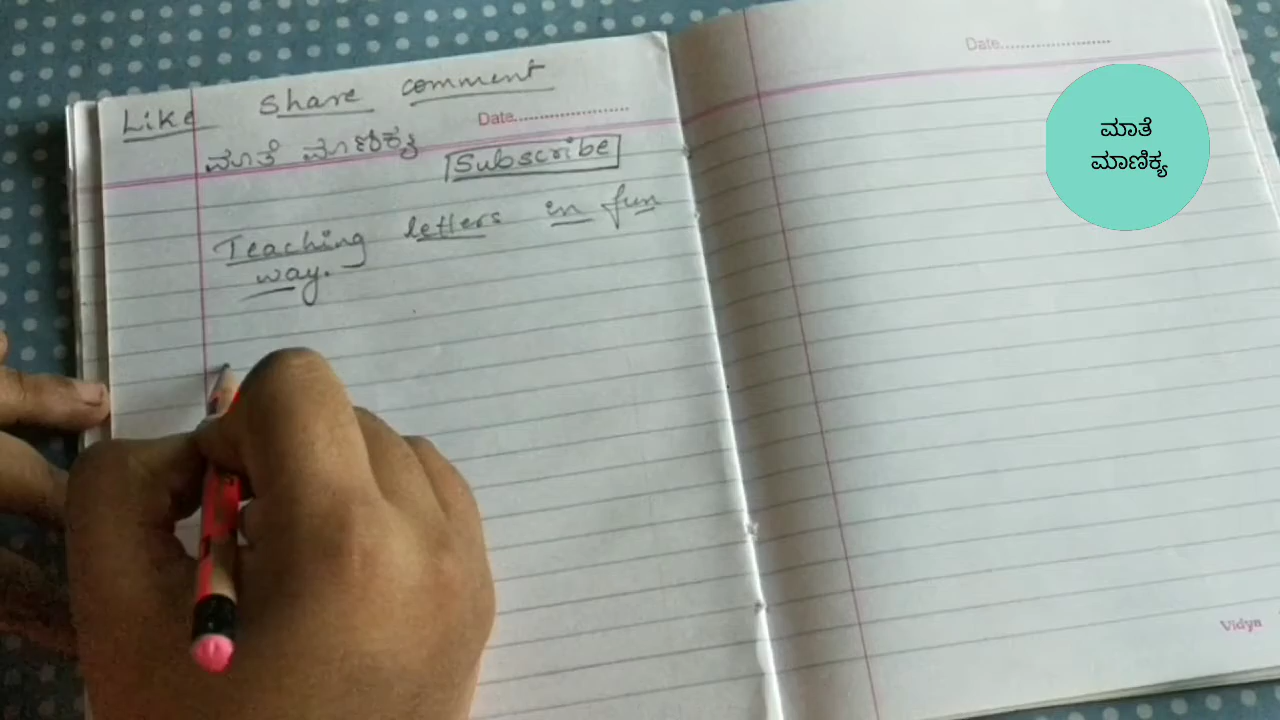 Like Share comment
Date......................
ಮಾತೆ ಮಾಣಿಕ್ಯ
Subscribe
Teaching letters in fun
way.
Date......................
ಮಾತೆ
ಮಾಣಿಕ್ಯ
Vidya